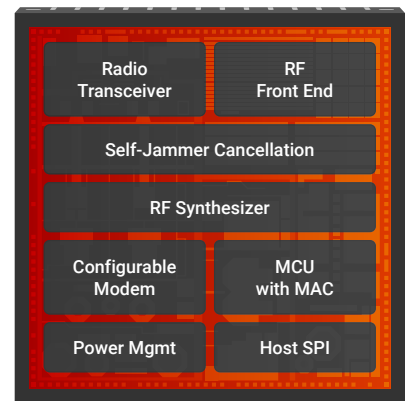 Radio
Transceiver
RF
Front End
Self-Jammer Cancellation
RF Synthesizer
Configurable
Modem
MCU
with MAC
Power Mgmt
Host SPI